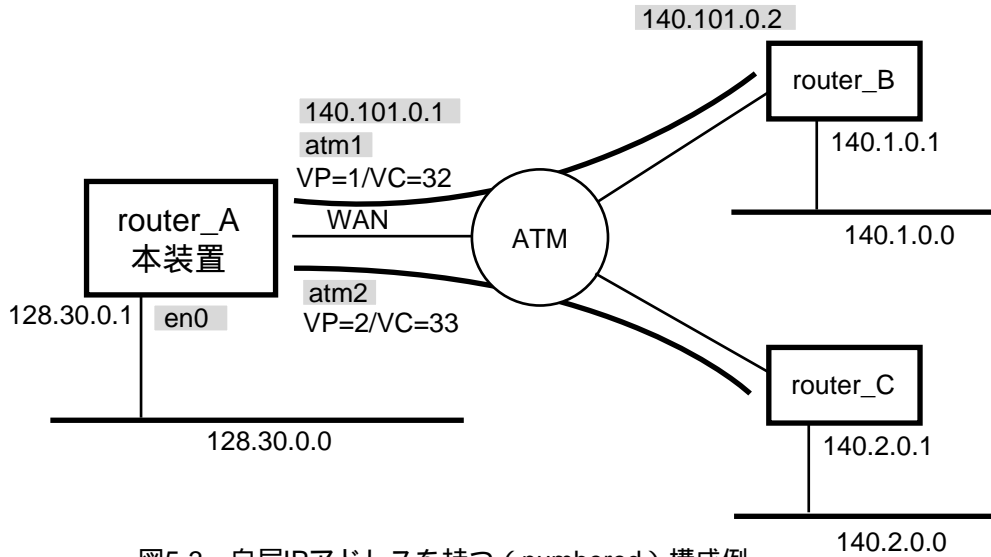 140.101.0.2
router_B
140.101.0.1
atm1
VP=1/VC=32
140.1.0.1
router_A
本装置
WAN
ATM
140.1.0.0
128.30.0.1
en0
atm2
VP=2/VC=33
router_C
128.30.0.0
140.2.0.1
140.2.0.0